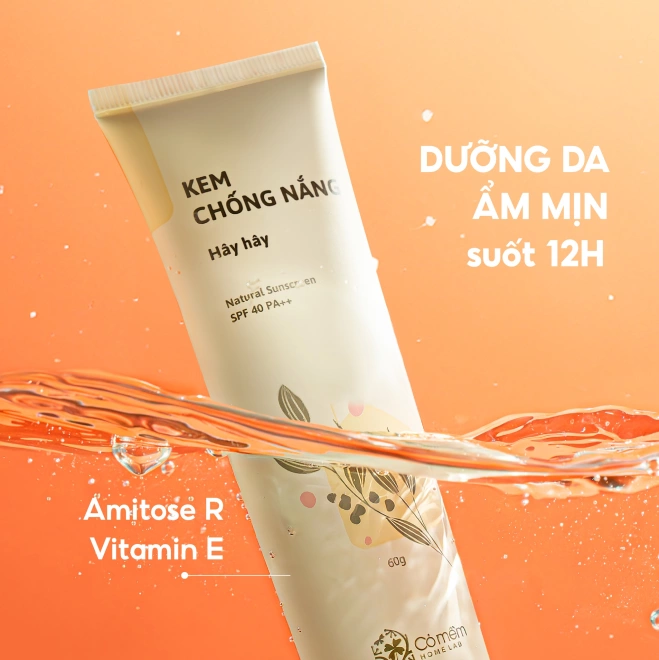 KEM
CHỐNG NẮNG
Hây hây
Natural Sunscreen
SPF 40 PA++
DƯỠNG DA
ẨM MỊN
suốt 12H
Amitose R
Vitamin E
60g
Cỏ mềm
HOME LAB